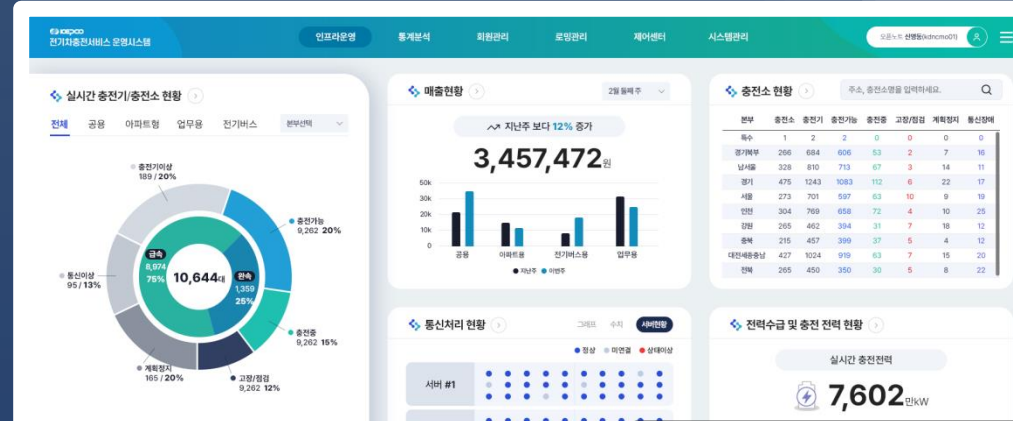 KEPCO
전기차충전서비스 운영시스템
인프라운영 통계분석 회원관리 로밍관리 제어센터 시스템관리
오픈노트 신명동(kdncmo01)
실시간 충전기/충전소 현황
전체 공용 아파트형 업무용 전기버스 본부선택
충전기이상
189 / 20%
충전가능
9,262 20%
급속
8,974
75%
10,644대
완속
1,359
25%
통신이상
95 / 13%
충전중
9,262 15%
계획정지
165 / 20%
고장/점검
9,262 12%
매출현황
2월 둘째 주
지난주 보다 12% 증가
3,457,472원
50k
30k
20k
10k
0
공용 아파트용 전기버스용 업무용
지난주 이번주
충전소 현황
주소, 충전소명을 입력하세요.
본부 충전소 충전기 충전가능 충전중 고장/점검 계획정지 통신장애
특수 1 2 2 0 0 0 0
경기북부 266 684 606 53 2 7 16
남서울 328 810 713 67 3 14 11
경기 475 1243 1083 112 6 22 17
서울 273 701 597 63 10 9 19
인천 304 769 658 72 4 10 25
강원 265 462 394 31 7 18 12
충북 215 457 399 37 5 4 12
대전세종충남 427 1024 919 63 7 15 20
전북 265 450 350 30 5 8 22
통신처리 현황
그래프 수치 서버현황
정상 미연결 상태이상
서버 #1
전력수급 및 충전 전력 현황
실시간 충전전력
7,602만kW